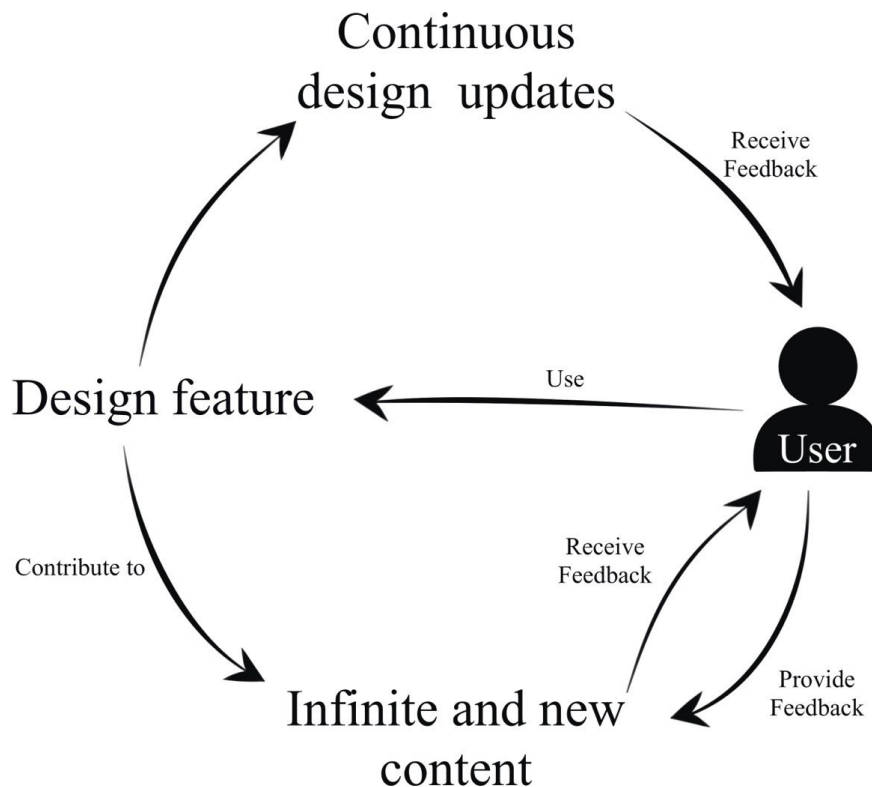 Continuous
design updates
Receive
Feedback
Use
Design feature
User
Receive
Feedback
Contribute to
Provide
Feedback
Infinite and new
content